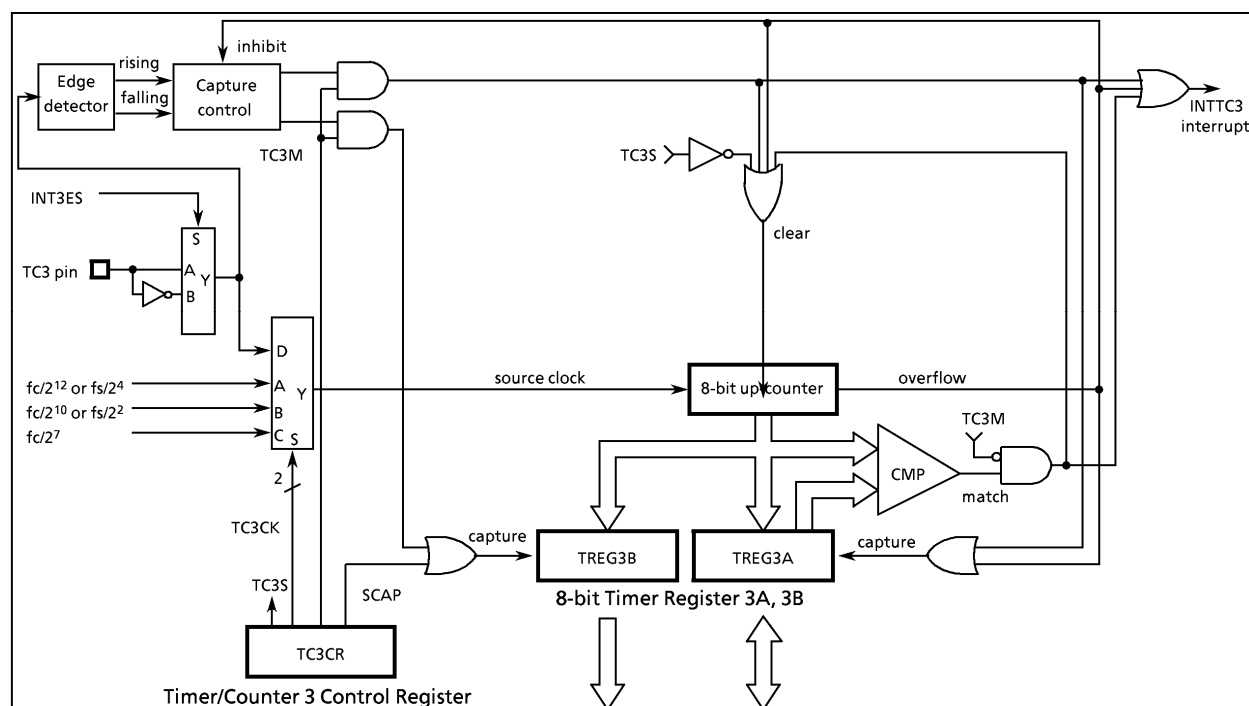 inhibit
rising
Edge
detector
falling
Capture
control
INTTC3
interrupt
TC3M
TC3S
INT3ES
S
clear
TC3 pin
A
Y
B
D
fc/2¹² or fs/2⁴
A
Y
source clock
8-bit up counter
overflow
fc/2¹⁰ or fs/2²
B
fc/2⁷
C
S
TC3M
2
CMP
match
TC3CK
capture
TREG3B
TREG3A
capture
TC3S
SCAP
8-bit Timer Register 3A, 3B
TC3CR
Timer/Counter 3 Control Register